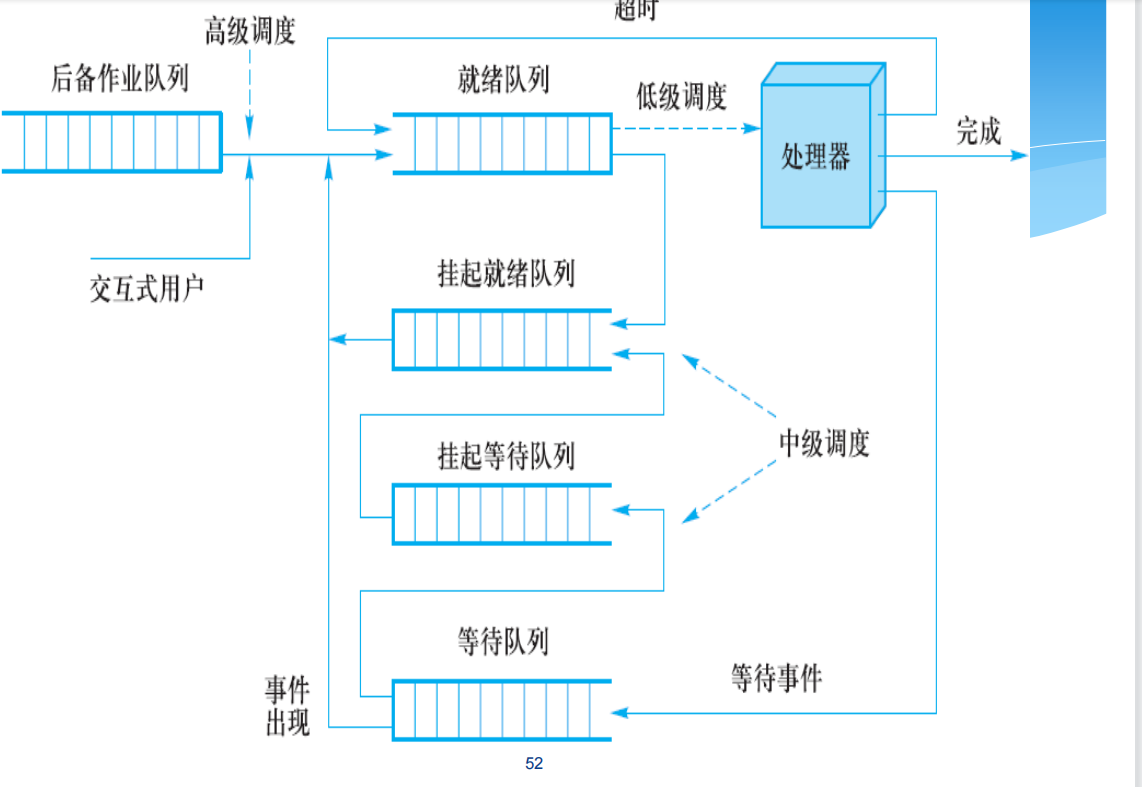 超时
高级调度
后备作业队列
就绪队列
低级调度
完成
处理器
交互式用户
挂起就绪队列
中级调度
挂起等待队列
等待队列
等待事件
事件
出现
52